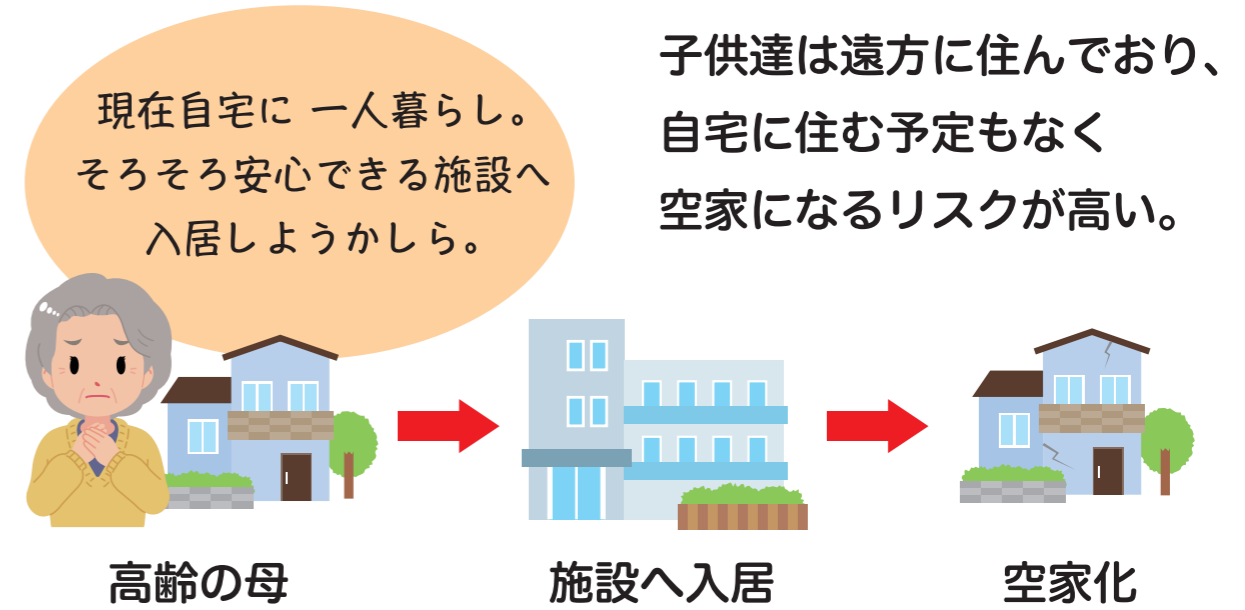 現在自宅に 一人暮らし。
そろそろ安心できる施設へ
入居しようかしら。
子供達は遠方に住んでおり、
自宅に住む予定もなく
空家になるリスクが高い。
高齢の母
施設へ入居
空家化